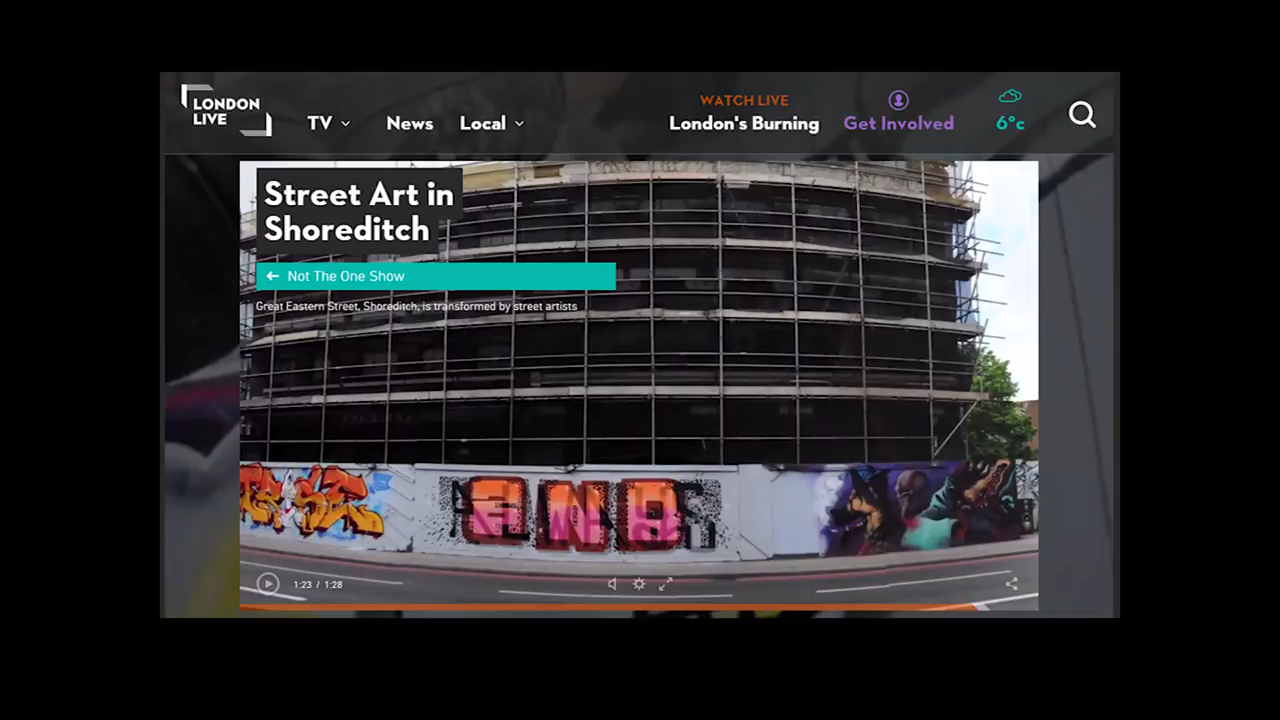 LONDON
LIVE
TV
News
Local
WATCH LIVE
London's Burning
Get Involved
6°c
Street Art in
Shoreditch
Not The One Show
Great Eastern Street, Shoreditch, is transformed by street artists
1:23 / 1:28